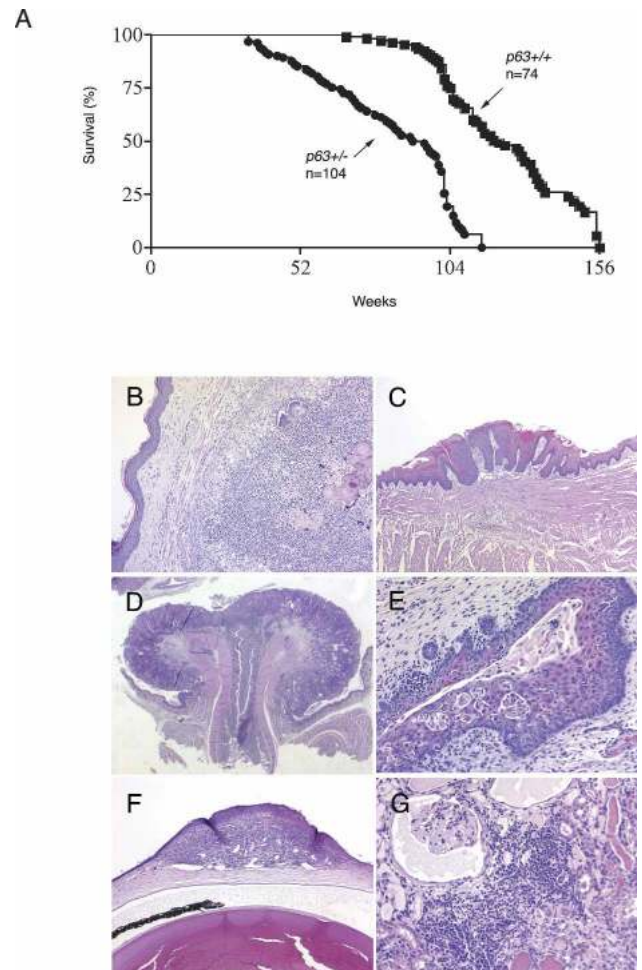 A
100
75
50
25
0
Survival (%)
p63+/+
n=74
p63+/-
n=104
0
52
104
156
Weeks
B
C
D
E
F
G